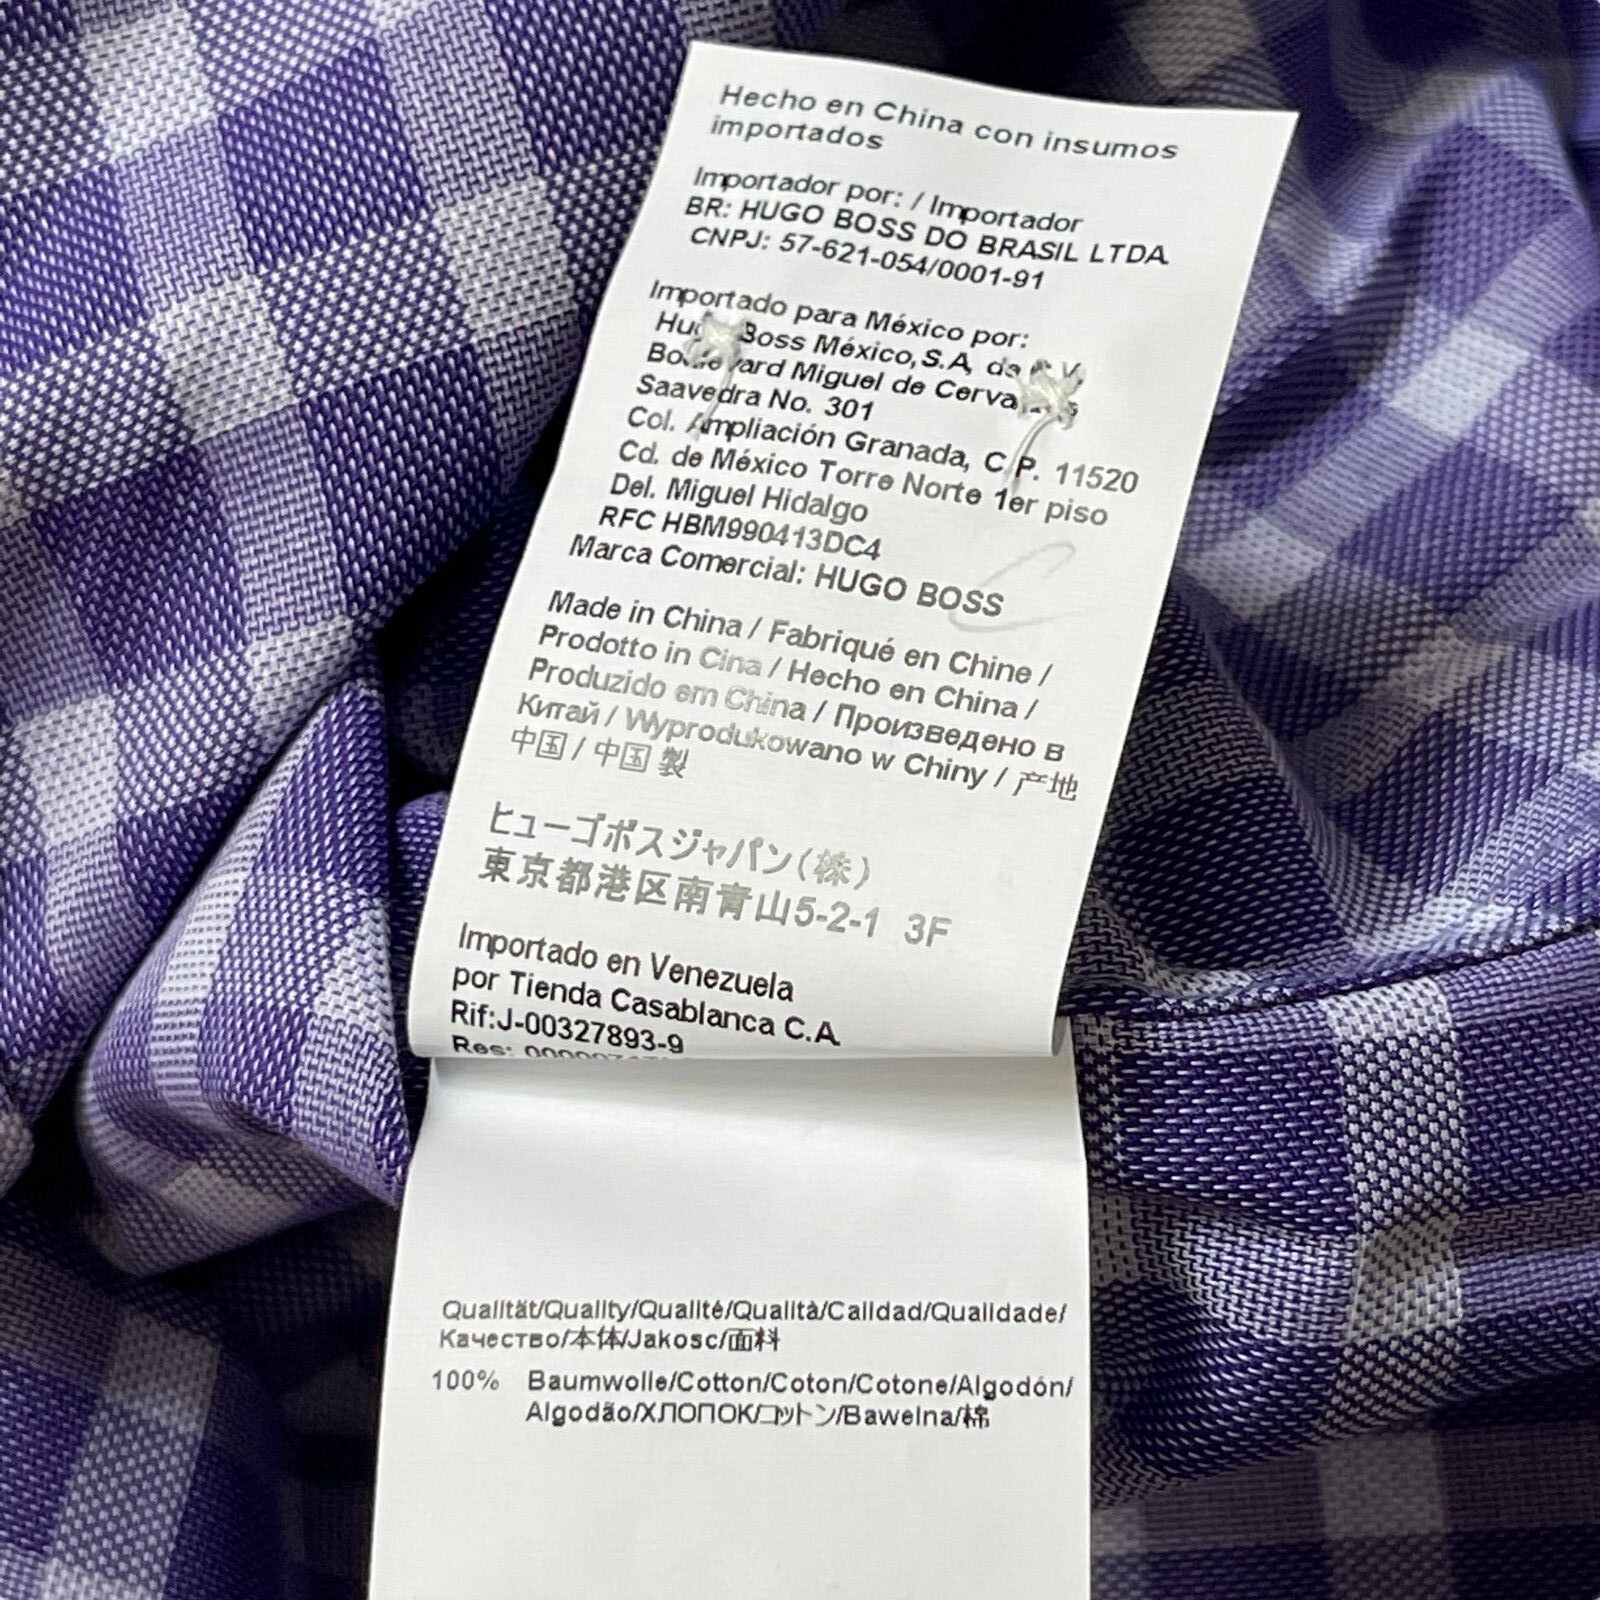 Hecho en China con insumos
importados
Importador por: / Importador
BR: HUGO BOSS DO BRASIL LTDA
CNPJ: 57-621-054/0001-91
Importado para México por:
Boss México, S.A. de
Miguel de
Saavedra No. 301
Col. Ampliación Granada, C.P. 11520
Cd. de México Torre Norte 1er piso
Del. Miguel Hidalgo
RFC HBM990413DC4
Marca Comercial: HUGO BOSS
Made in China / Fabriqué en Chine /
Prodotto in Cina / Hecho en China /
Produzido em China / Произведено в
Китай / Wyprodukowano w Chiny / 产地
中国 / 中国製
ヒューゴボスジャパン(株)
東京都港区南青山5-2-1 3F
Importado en Venezuela
por Tienda Casablanca C.A.
Rif:J-00327893-9
Res:
Qualität/Quality/Qualité/Qualità/Calidad/Qualidade/
Качество/本体/Jakosc/面料
100% Baumwolle/Cotton/Coton/Cotone/Algodón/
Algodão/ХЛОПОК/コットン/Bawelna/棉